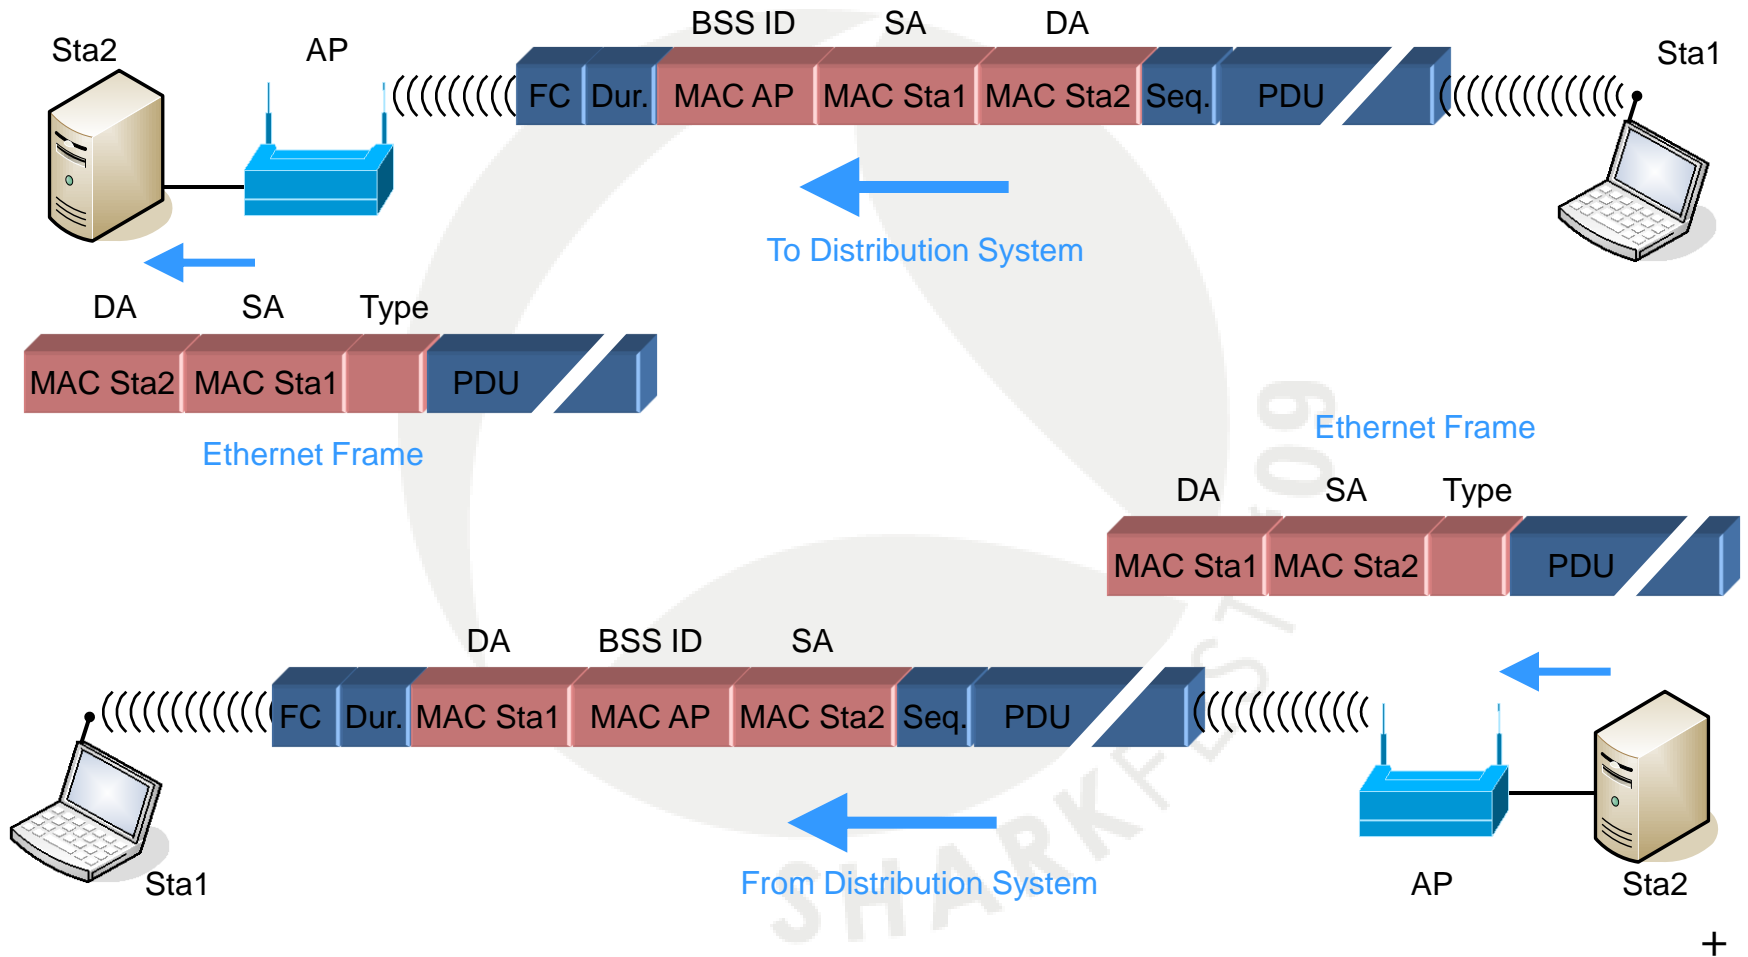 BSS ID SA DA
Sta2 AP Sta1
FC Dur. MAC AP MAC Sta1 MAC Sta2 Seq. PDU
To Distribution System
DA SA Type
MAC Sta2 MAC Sta1 PDU
Ethernet Frame
Ethernet Frame
DA SA Type
MAC Sta1 MAC Sta2 PDU
DA BSS ID SA
FC Dur. MAC Sta1 MAC AP MAC Sta2 Seq. PDU
From Distribution System
Sta1 AP Sta2
SHARKFEST '09
+